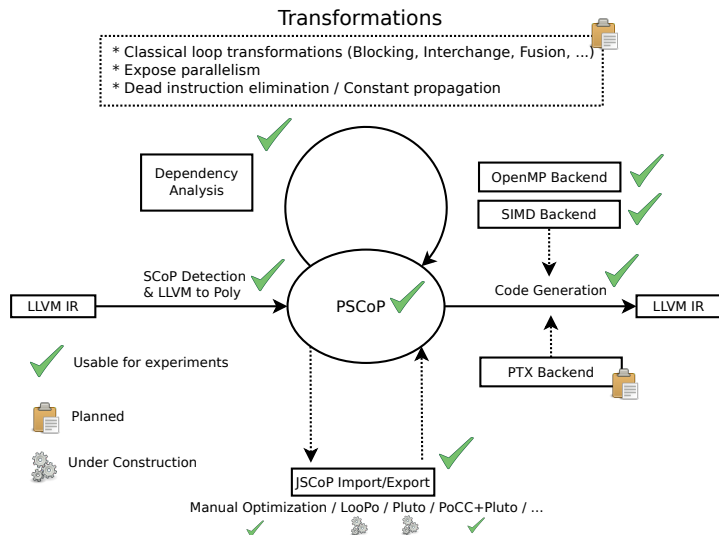 Transformations
* Classical loop transformations (Blocking, Interchange, Fusion, ...)
* Expose parallelism
* Dead instruction elimination / Constant propagation
Dependency
Analysis
OpenMP Backend
SIMD Backend
SCoP Detection
& LLVM to Poly
LLVM IR
PSCoP
Code Generation
LLVM IR
Usable for experiments
PTX Backend
Planned
Under Construction
JSCoP Import/Export
Manual Optimization / LooPo / Pluto / PoCC+Pluto / ...